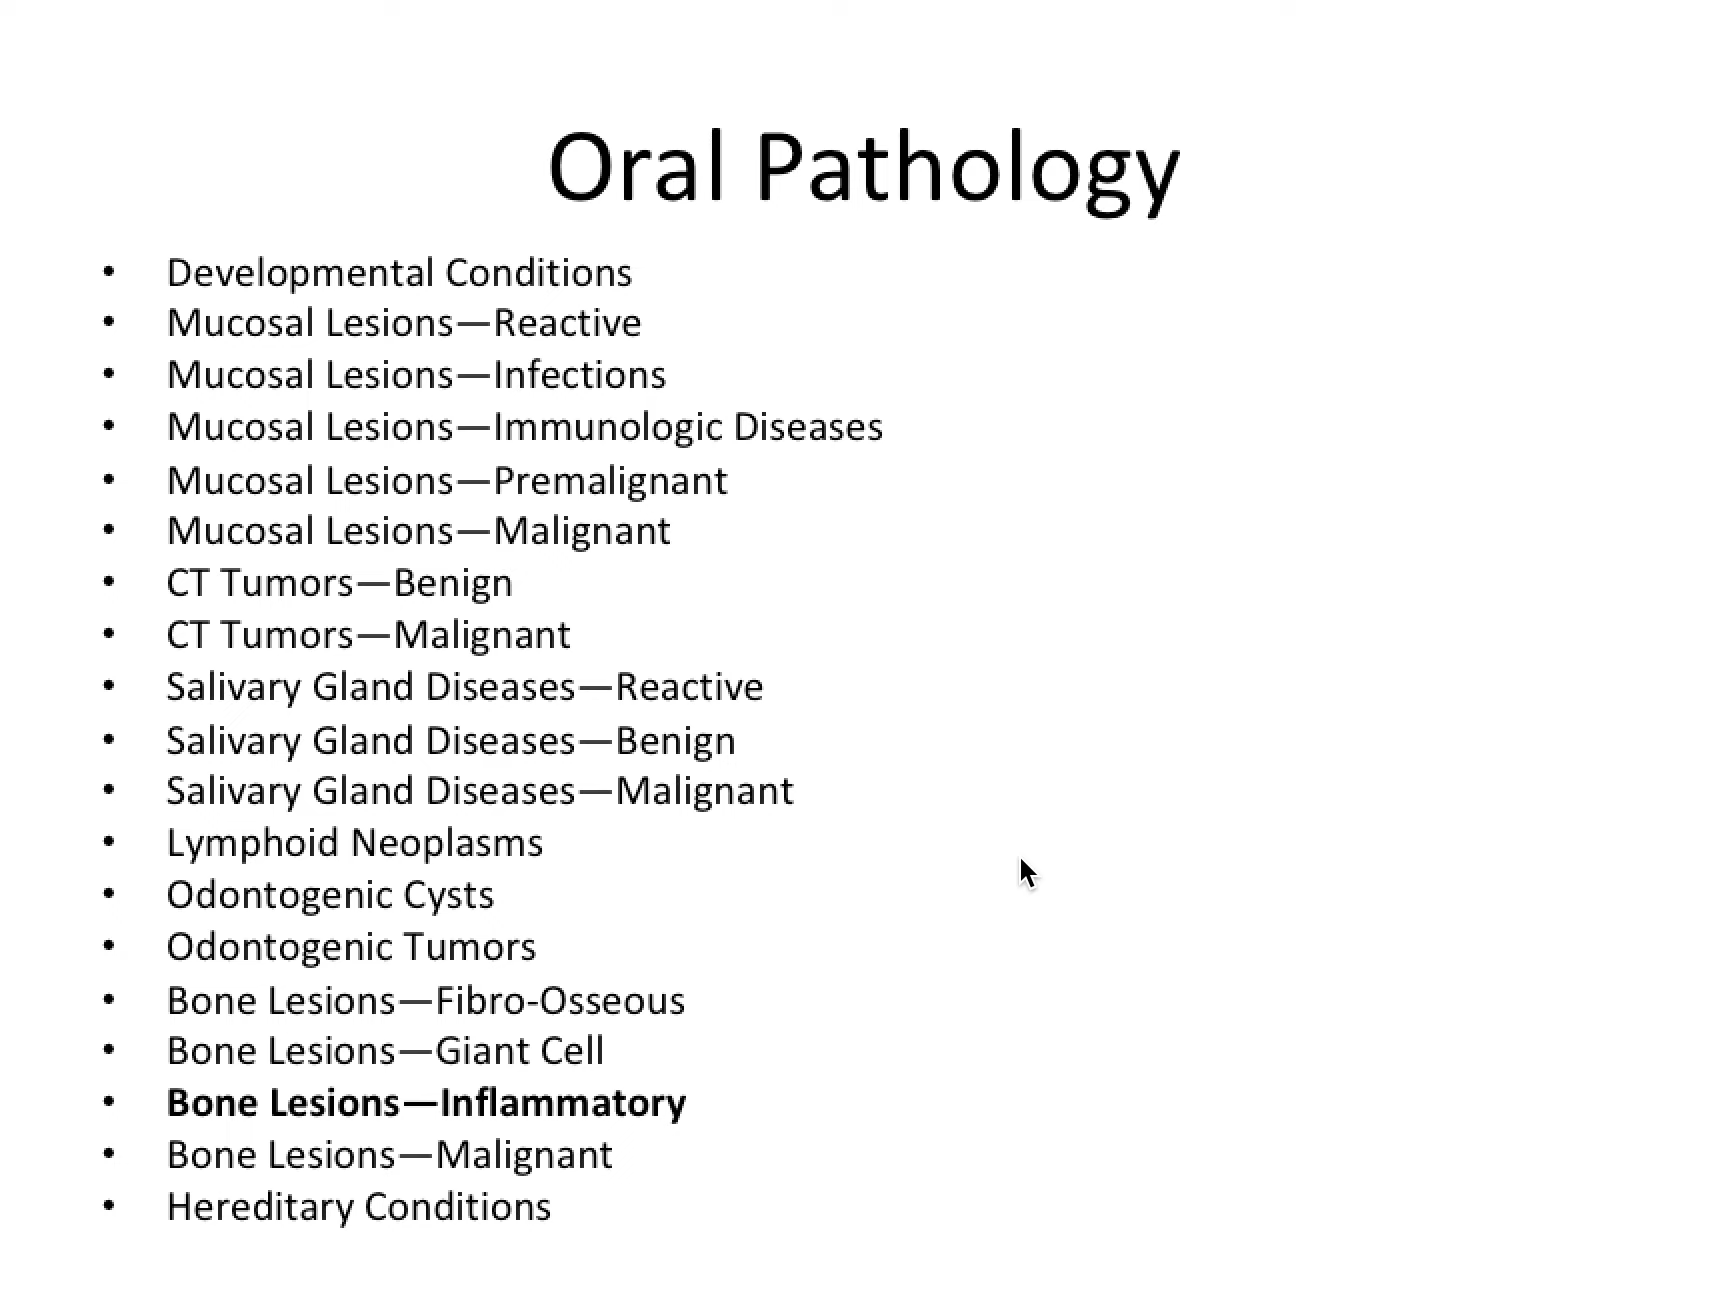 Oral Pathology
• Developmental Conditions
• Mucosal Lesions—Reactive
• Mucosal Lesions—Infections
• Mucosal Lesions—Immunologic Diseases
• Mucosal Lesions—Premalignant
• Mucosal Lesions—Malignant
• CT Tumors—Benign
• CT Tumors—Malignant
• Salivary Gland Diseases—Reactive
• Salivary Gland Diseases—Benign
• Salivary Gland Diseases—Malignant
• Lymphoid Neoplasms
• Odontogenic Cysts
• Odontogenic Tumors
• Bone Lesions—Fibro-Osseous
• Bone Lesions—Giant Cell
• Bone Lesions—Inflammatory
• Bone Lesions—Malignant
• Hereditary Conditions